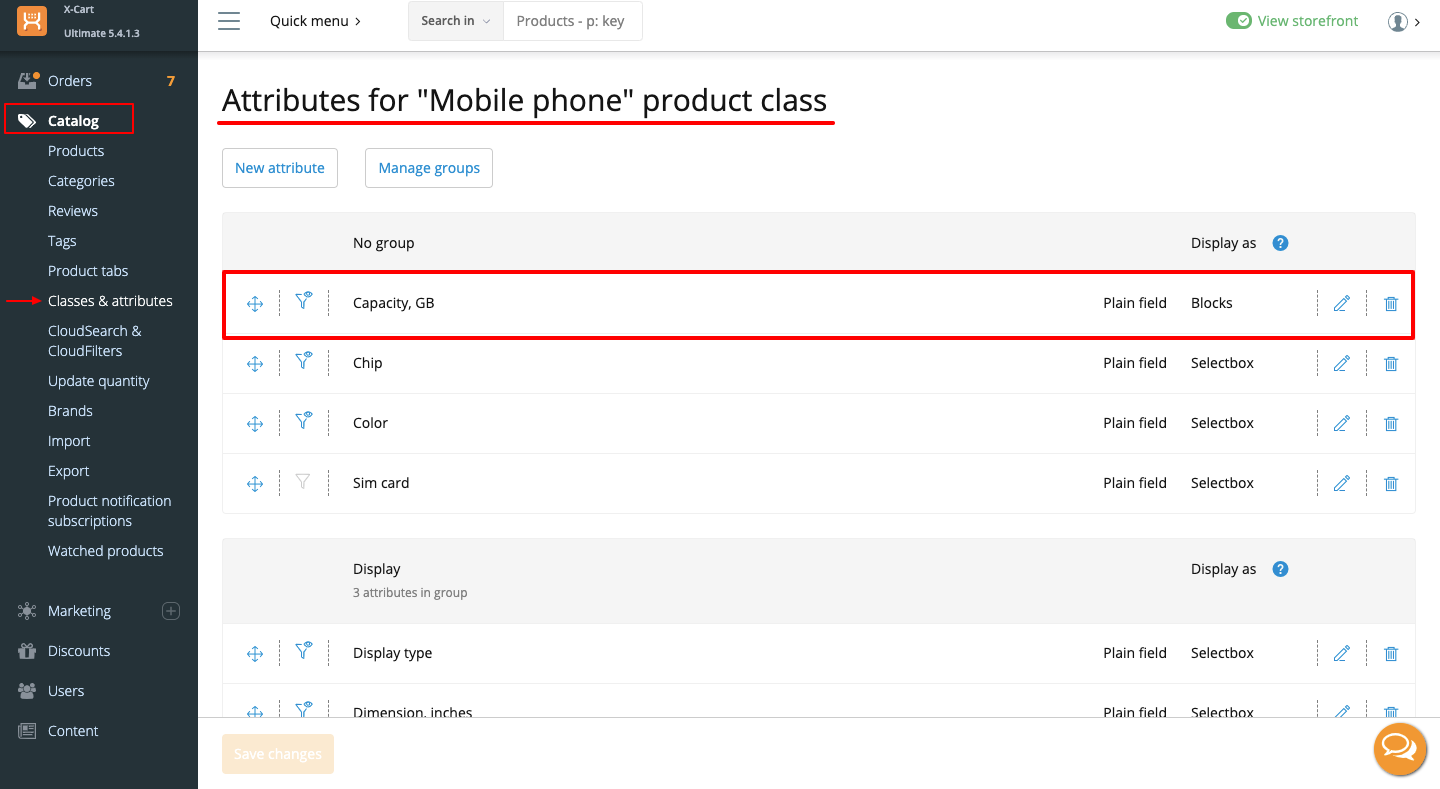 X-Cart
Ultimate 5.4.1.3
Quick menu
Search in
Products - p: key
View storefront
Orders 7
Catalog
Products
Categories
Reviews
Tags
Product tabs
Classes & attributes
CloudSearch &
CloudFilters
Update quantity
Brands
Import
Export
Product notification
subscriptions
Watched products
Marketing
Discounts
Users
Content
Attributes for "Mobile phone" product class
New attribute
Manage groups
No group Display as ?
Capacity, GB Plain field Blocks
Chip Plain field Selectbox
Color Plain field Selectbox
Sim card Plain field Selectbox
Display Display as ?
3 attributes in group
Display type Plain field Selectbox
Dimension, inches Plain field Selectbox
Save changes